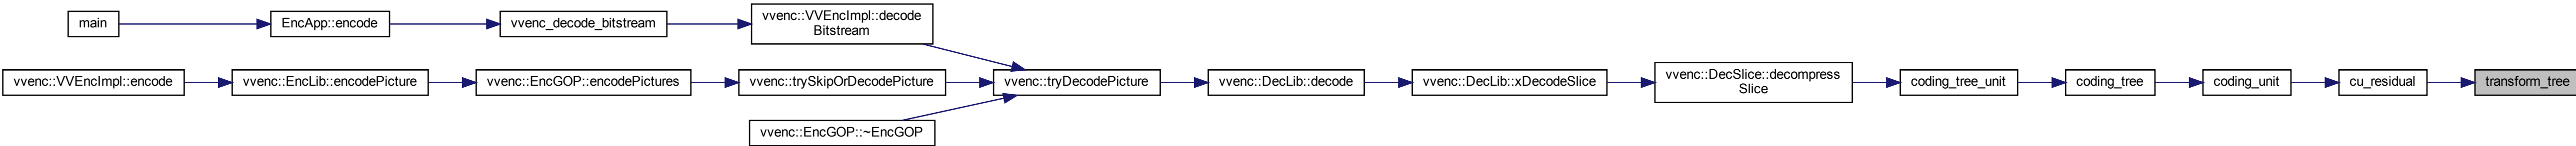 main
EncApp::encode
vvenc_decode_bitstream
vvenc::VVEncImpl::decode
Bitstream
vvenc::VVEncImpl::encode
vvenc::EncLib::encodePicture
vvenc::EncGOP::encodePictures
vvenc::trySkipOrDecodePicture
vvenc::tryDecodePicture
vvenc::DecLib::decode
vvenc::DecLib::xDecodeSlice
vvenc::DecSlice::decompress
Slice
coding_tree_unit
coding_tree
coding_unit
cu_residual
transform_tree
vvenc::EncGOP::~EncGOP